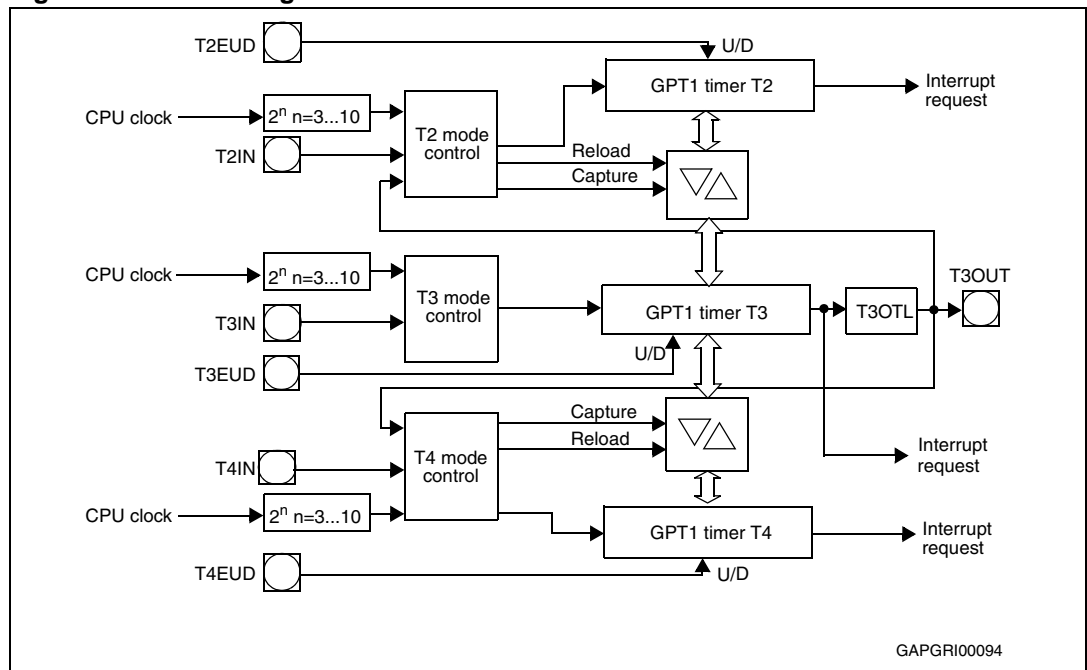 T2EUD
U/D
GPT1 timer T2
Interrupt
request
CPU clock
2ⁿ n=3...10
T2 mode
control
T2IN
Reload
Capture
CPU clock
2ⁿ n=3...10
T3 mode
control
T3IN
GPT1 timer T3
T3OTL
T3OUT
U/D
T3EUD
Capture
Reload
T4 mode
control
Interrupt
request
T4IN
CPU clock
2ⁿ n=3...10
GPT1 timer T4
Interrupt
request
T4EUD
U/D
GAPGRI00094